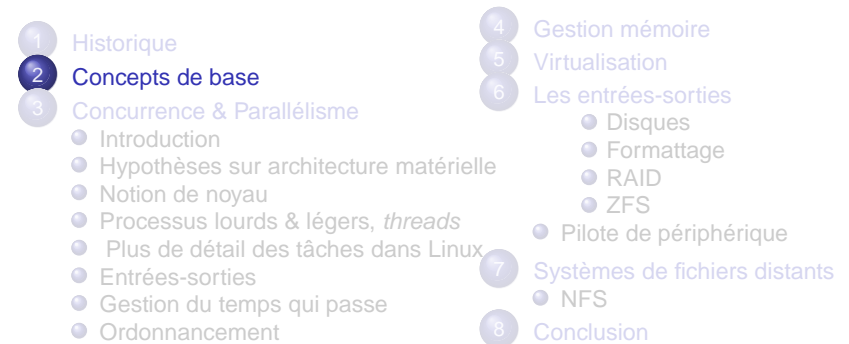 1 Historique
2 Concepts de base
3 Concurrence & Parallélisme
Introduction
Hypothèses sur architecture matérielle
Notion de noyau
Processus lourds & légers, threads
Plus de détail des tâches dans Linux
Entrées-sorties
Gestion du temps qui passe
Ordonnancement
4 Gestion mémoire
5 Virtualisation
6 Les entrées-sorties
Disques
Formattage
RAID
ZFS
Pilote de périphérique
7 Systèmes de fichiers distants
NFS
8 Conclusion